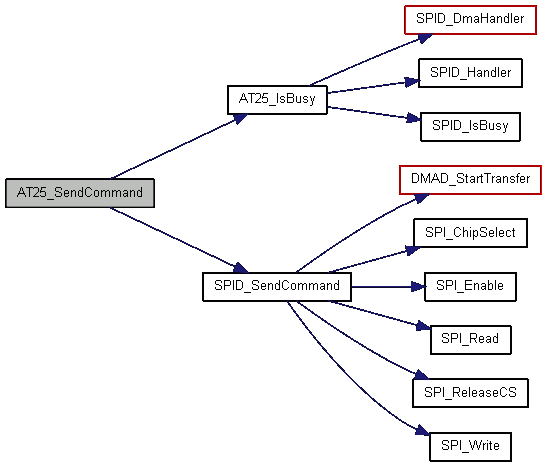 SPID_DmaHandler
SPID_Handler
AT25_IsBusy
SPID_IsBusy
AT25_SendCommand
DMAD_StartTransfer
SPI_ChipSelect
SPID_SendCommand
SPI_Enable
SPI_Read
SPI_ReleaseCS
SPI_Write